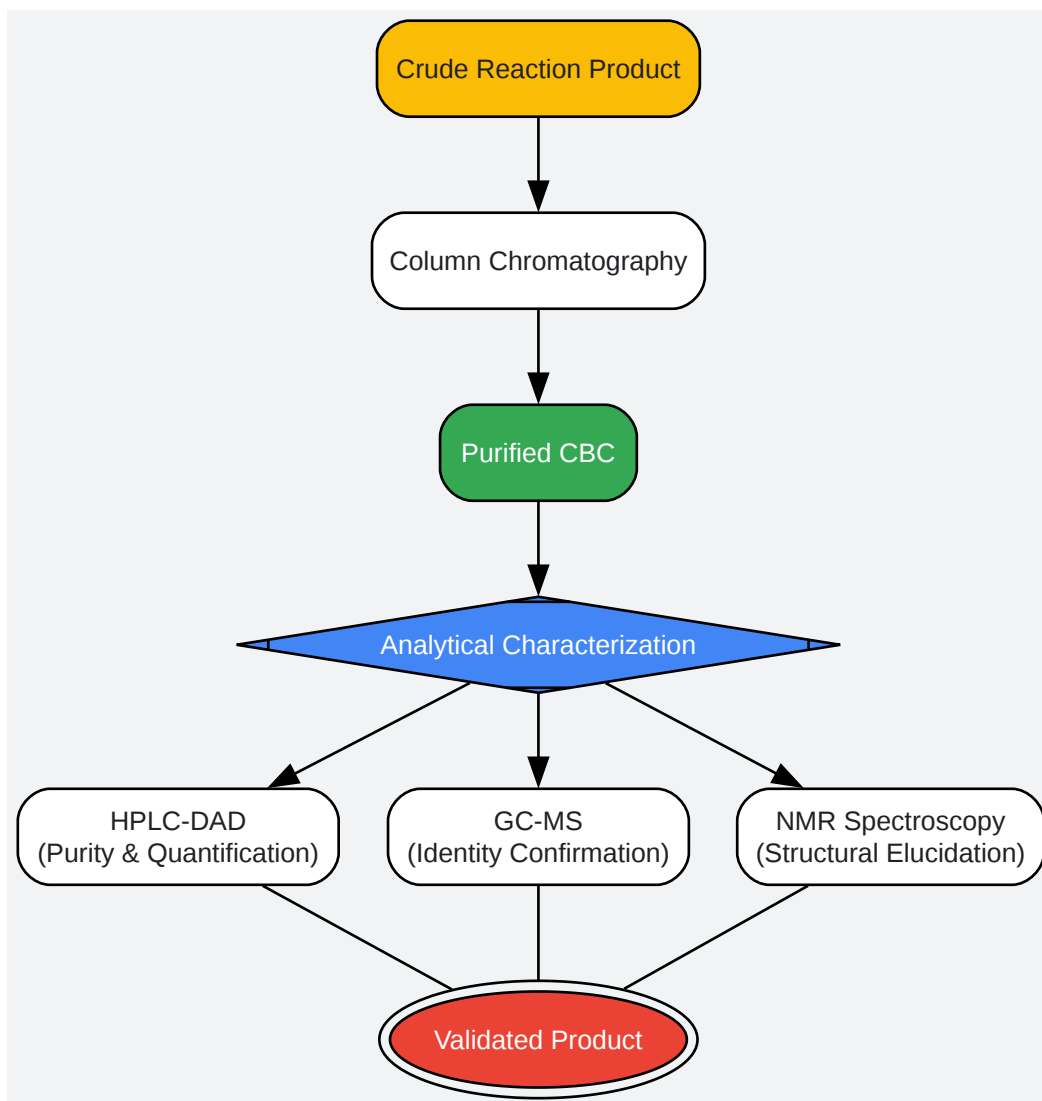 Crude Reaction Product
Column Chromatography
Purified CBC
Analytical Characterization
HPLC-DAD
(Purity & Quantification)
GC-MS
(Identity Confirmation)
NMR Spectroscopy
(Structural Elucidation)
Validated Product